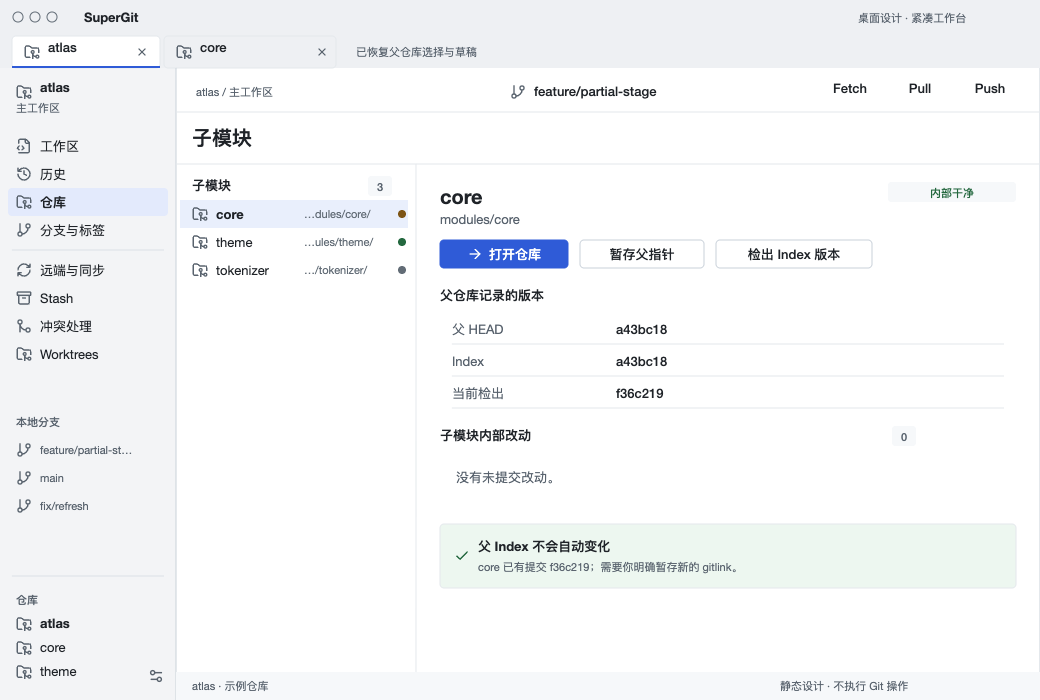 SuperGit
桌面设计 · 紧凑工作台
atlas
core
已恢复父仓库选择与草稿
atlas
主工作区
工作区
历史
仓库
分支与标签
远端与同步
Stash
冲突处理
Worktrees
本地分支
feature/partial-st…
main
fix/refresh
仓库
atlas
core
theme
atlas / 主工作区
feature/partial-stage
Fetch
Pull
Push
子模块
子模块
3
core
…dules/core/
theme
…ules/theme/
tokenizer
…/tokenizer/
core
内部干净
modules/core
打开仓库
暂存父指针
检出 Index 版本
父仓库记录的版本
父 HEAD
a43bc18
Index
a43bc18
当前检出
f36c219
子模块内部改动
0
没有未提交改动。
父 Index 不会自动变化
core 已有提交 f36c219；需要你明确暂存新的 gitlink。
atlas · 示例仓库
静态设计 · 不执行 Git 操作